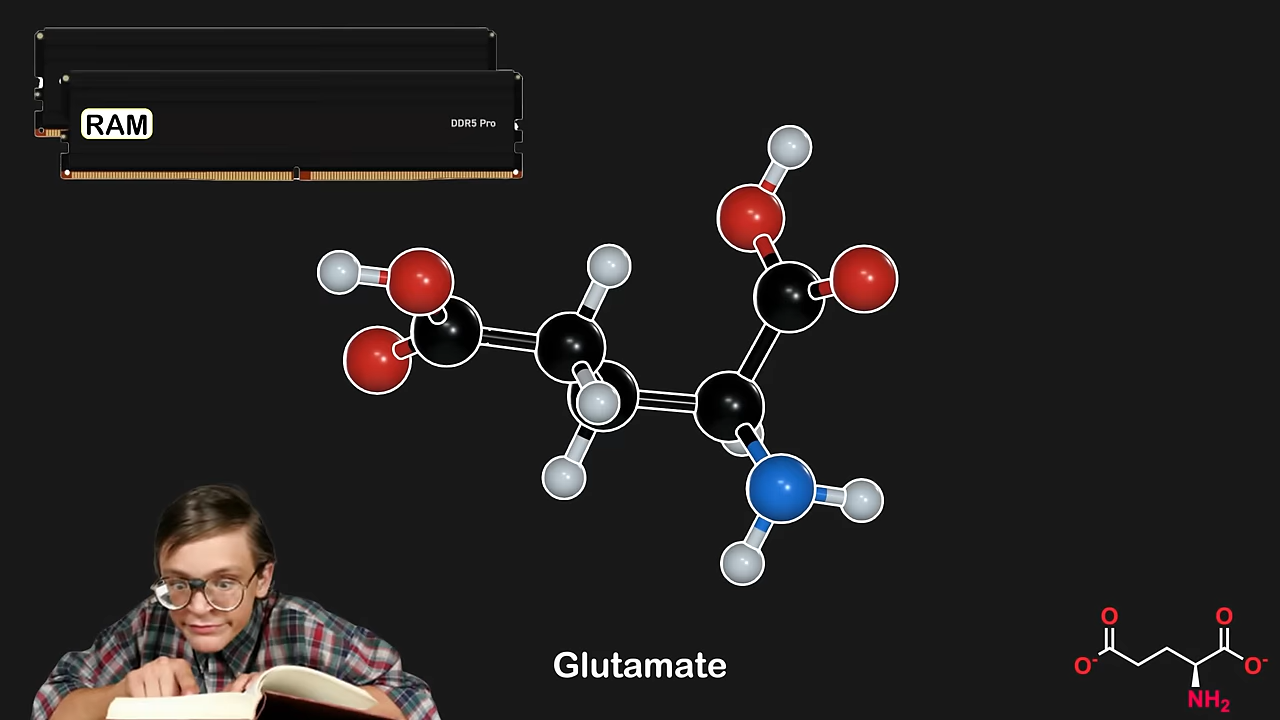 RAM
DDR5 Pro
Glutamate
O O
O- O-
NH2